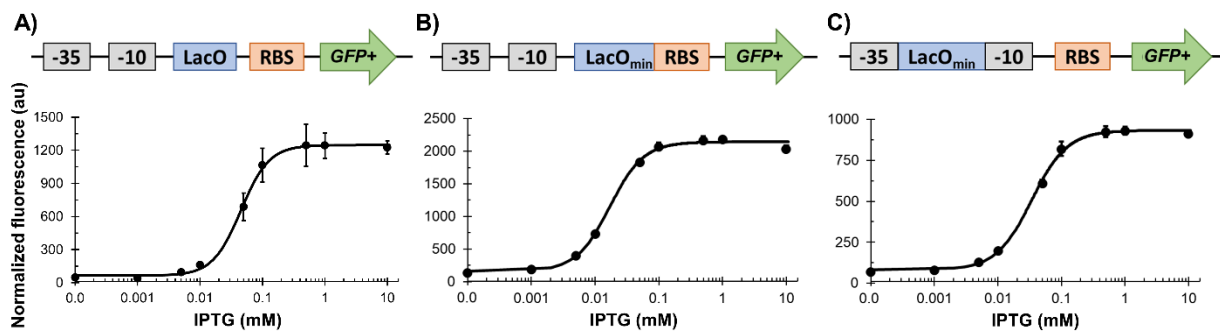 A) B) C)
-35 -10 LacO RBS GFP+ -35 -10 LacOmin RBS GFP+ -35 LacOmin -10 RBS GFP+
Normalized fluorescence (au)
1500 2500 1000
1200 2000 750
900 1500
500
600 1000
300 500 250
0 0 0
0.0 0.001 0.01 0.1 1 10 0.0 0.001 0.01 0.1 1 10 0.0 0.001 0.01 0.1 1 10
IPTG (mM) IPTG (mM) IPTG (mM)